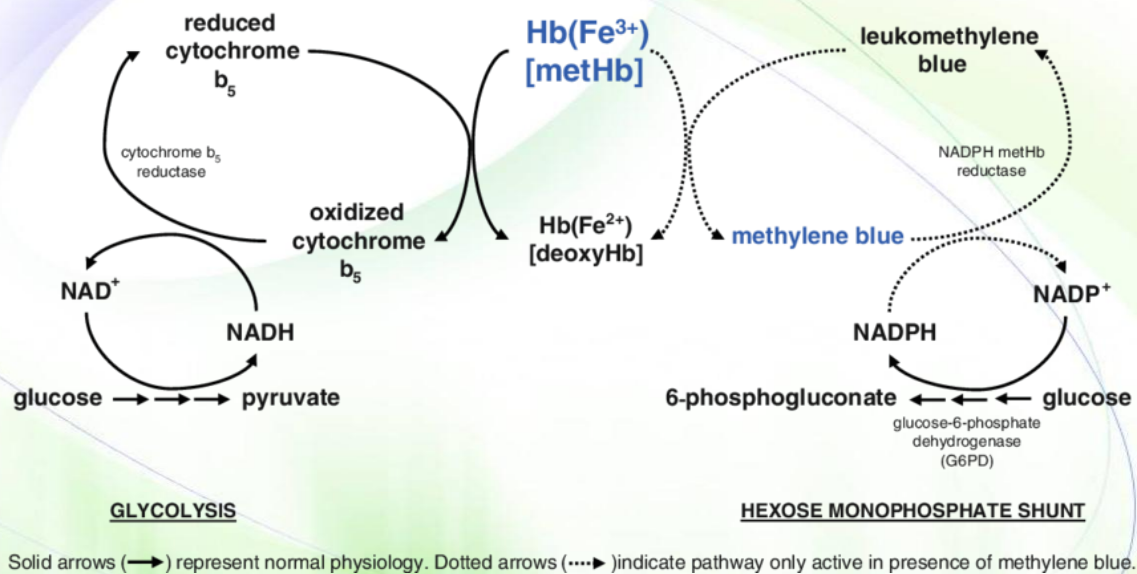 reduced
cytochrome
b5
Hb(Fe3+)
[metHb]
leukomethylene
blue
cytochrome b5
reductase
NADPH metHb
reductase
oxidized
cytochrome
b5
Hb(Fe2+)
[deoxyHb]
methylene blue
NAD+
NADH
NADP+
NADPH
glucose
pyruvate
6-phosphogluconate
glucose
glucose-6-phosphate
dehydrogenase
(G6PD)
GLYCOLYSIS
HEXOSE MONOPHOSPHATE SHUNT
Solid arrows (→) represent normal physiology. Dotted arrows (····▸)indicate pathway only active in presence of methylene blue.